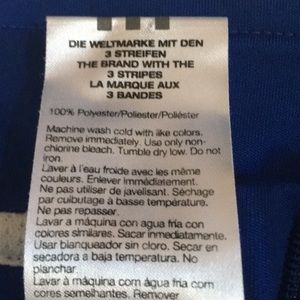 DIE WELTMARKE MIT DEN
3 STREIFEN
THE BRAND WITH THE
3 STRIPES
LA MARQUE AUX
3 BANDES
100% Polyester/Poliester/Poliéster
Machine wash cold with like colors.
Remove immediately. Use only non-
chlorine bleach. Tumble dry low. Do not
iron.
Laver à l'eau froide avec les même
couleurs. Enlever immédiatement.
Ne pas utiliser de javelisant. Séchage
par culbutage à basse température.
Ne pas repasser.
Lavar a máquina con agua fria con
colores similares. Sacar inmediatamente.
Usar blanqueador sin cloro. Secar en
secadora a baja temperatura. No
planchar.
Lavar à máquina com água fria com
cores semelhantes. Remover